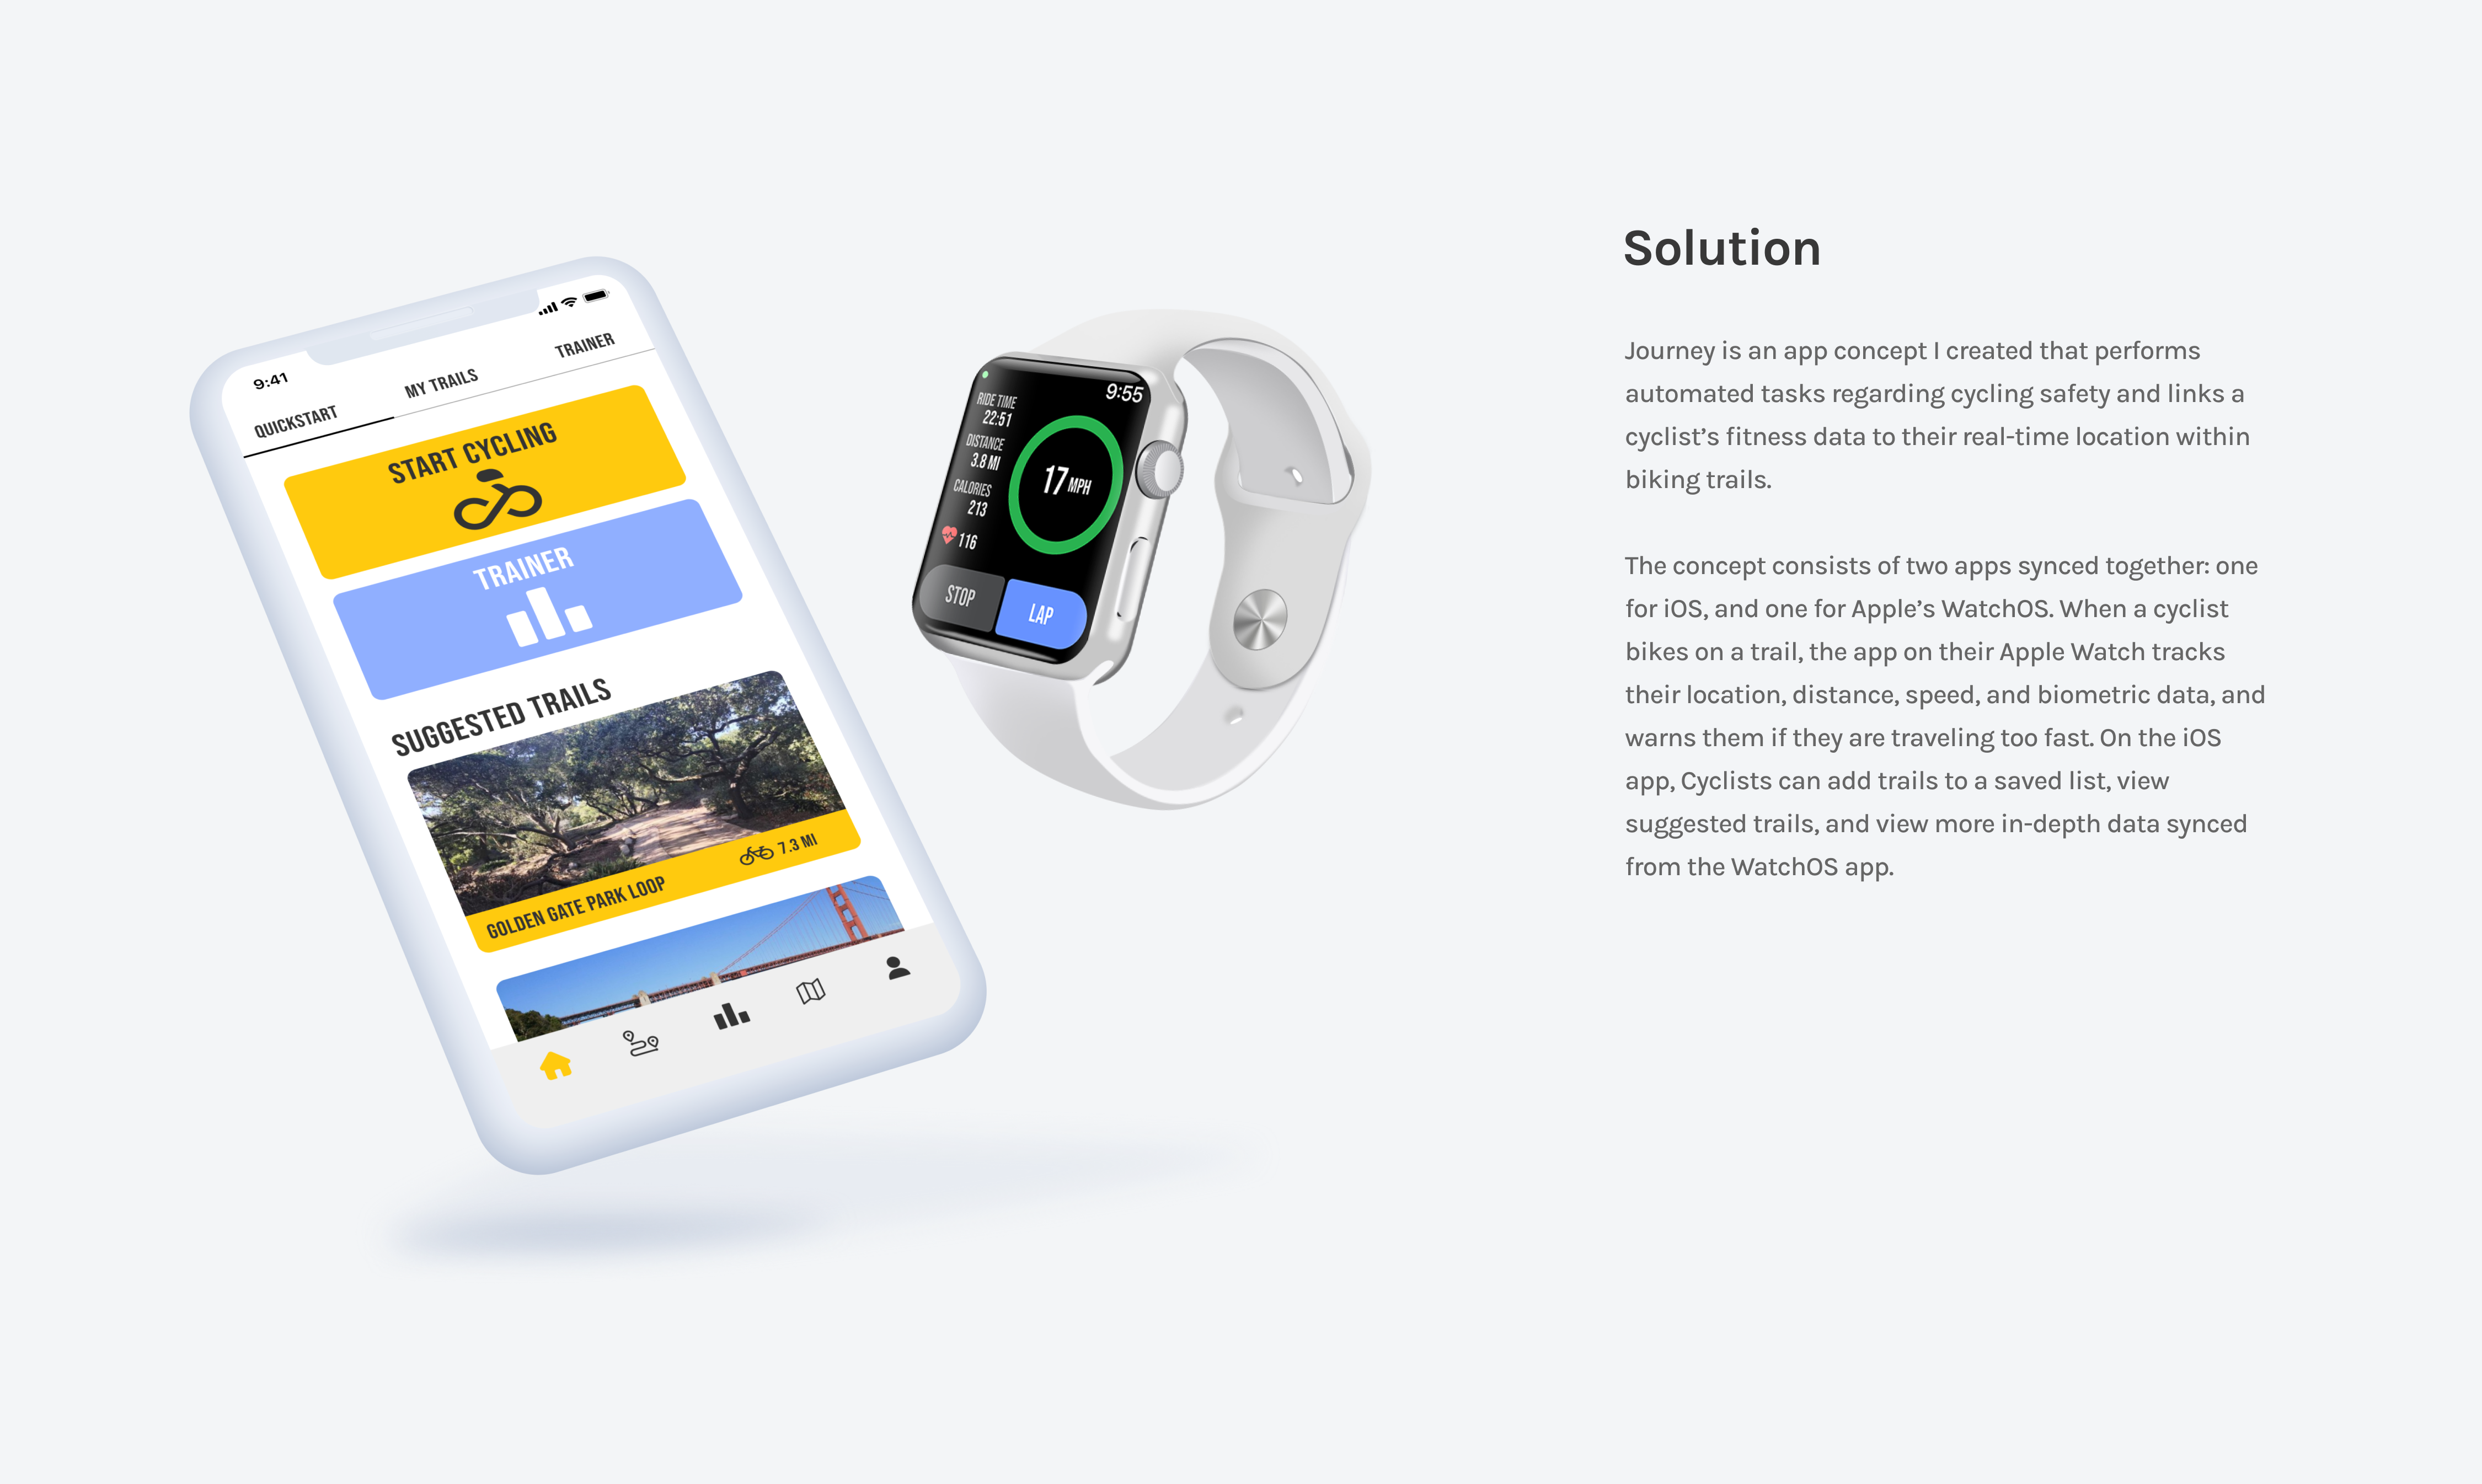 9:41
QUICKSTART
MY TRAILS
TRAINER
START CYCLING
TRAINER
SUGGESTED TRAILS
GOLDEN GATE PARK LOOP
7.3 MI
9:55
RIDE TIME
22:51
DISTANCE
3.8 MI
CALORIES
213
116
17 MPH
STOP
LAP
Solution
Journey is an app concept I created that performs
automated tasks regarding cycling safety and links a
cyclist’s fitness data to their real-time location within
biking trails.
The concept consists of two apps synced together: one
for iOS, and one for Apple’s WatchOS. When a cyclist
bikes on a trail, the app on their Apple Watch tracks
their location, distance, speed, and biometric data, and
warns them if they are traveling too fast. On the iOS
app, Cyclists can add trails to a saved list, view
suggested trails, and view more in-depth data synced
from the WatchOS app.